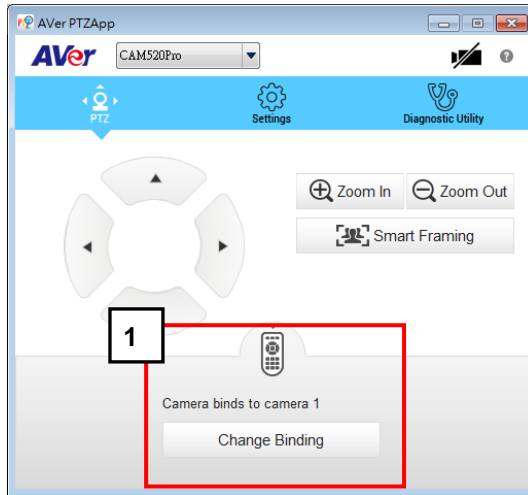 AVer PTZApp
AVer CAM520Pro
PTZ Settings Diagnostic Utility
Zoom In Zoom Out
Smart Framing
1
Camera binds to camera 1
Change Binding